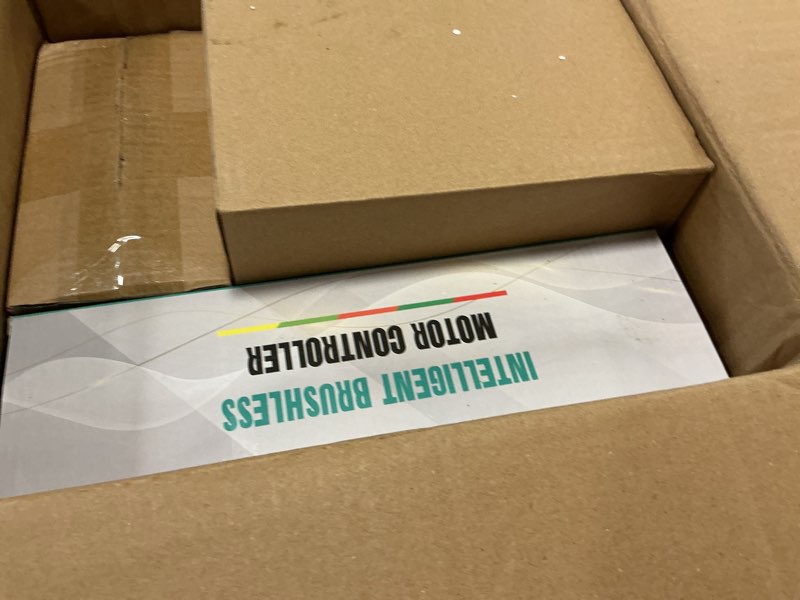 INTELLIGENT BRUSHLESS
MOTOR CONTROLLER